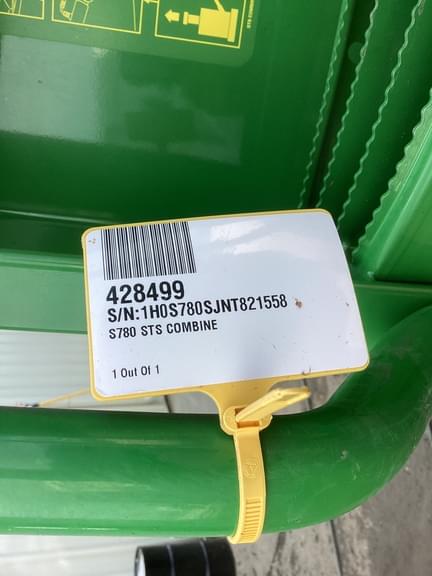 428499
S/N:1H0S780SJNT821558
S780 STS COMBINE
1 Out Of 1